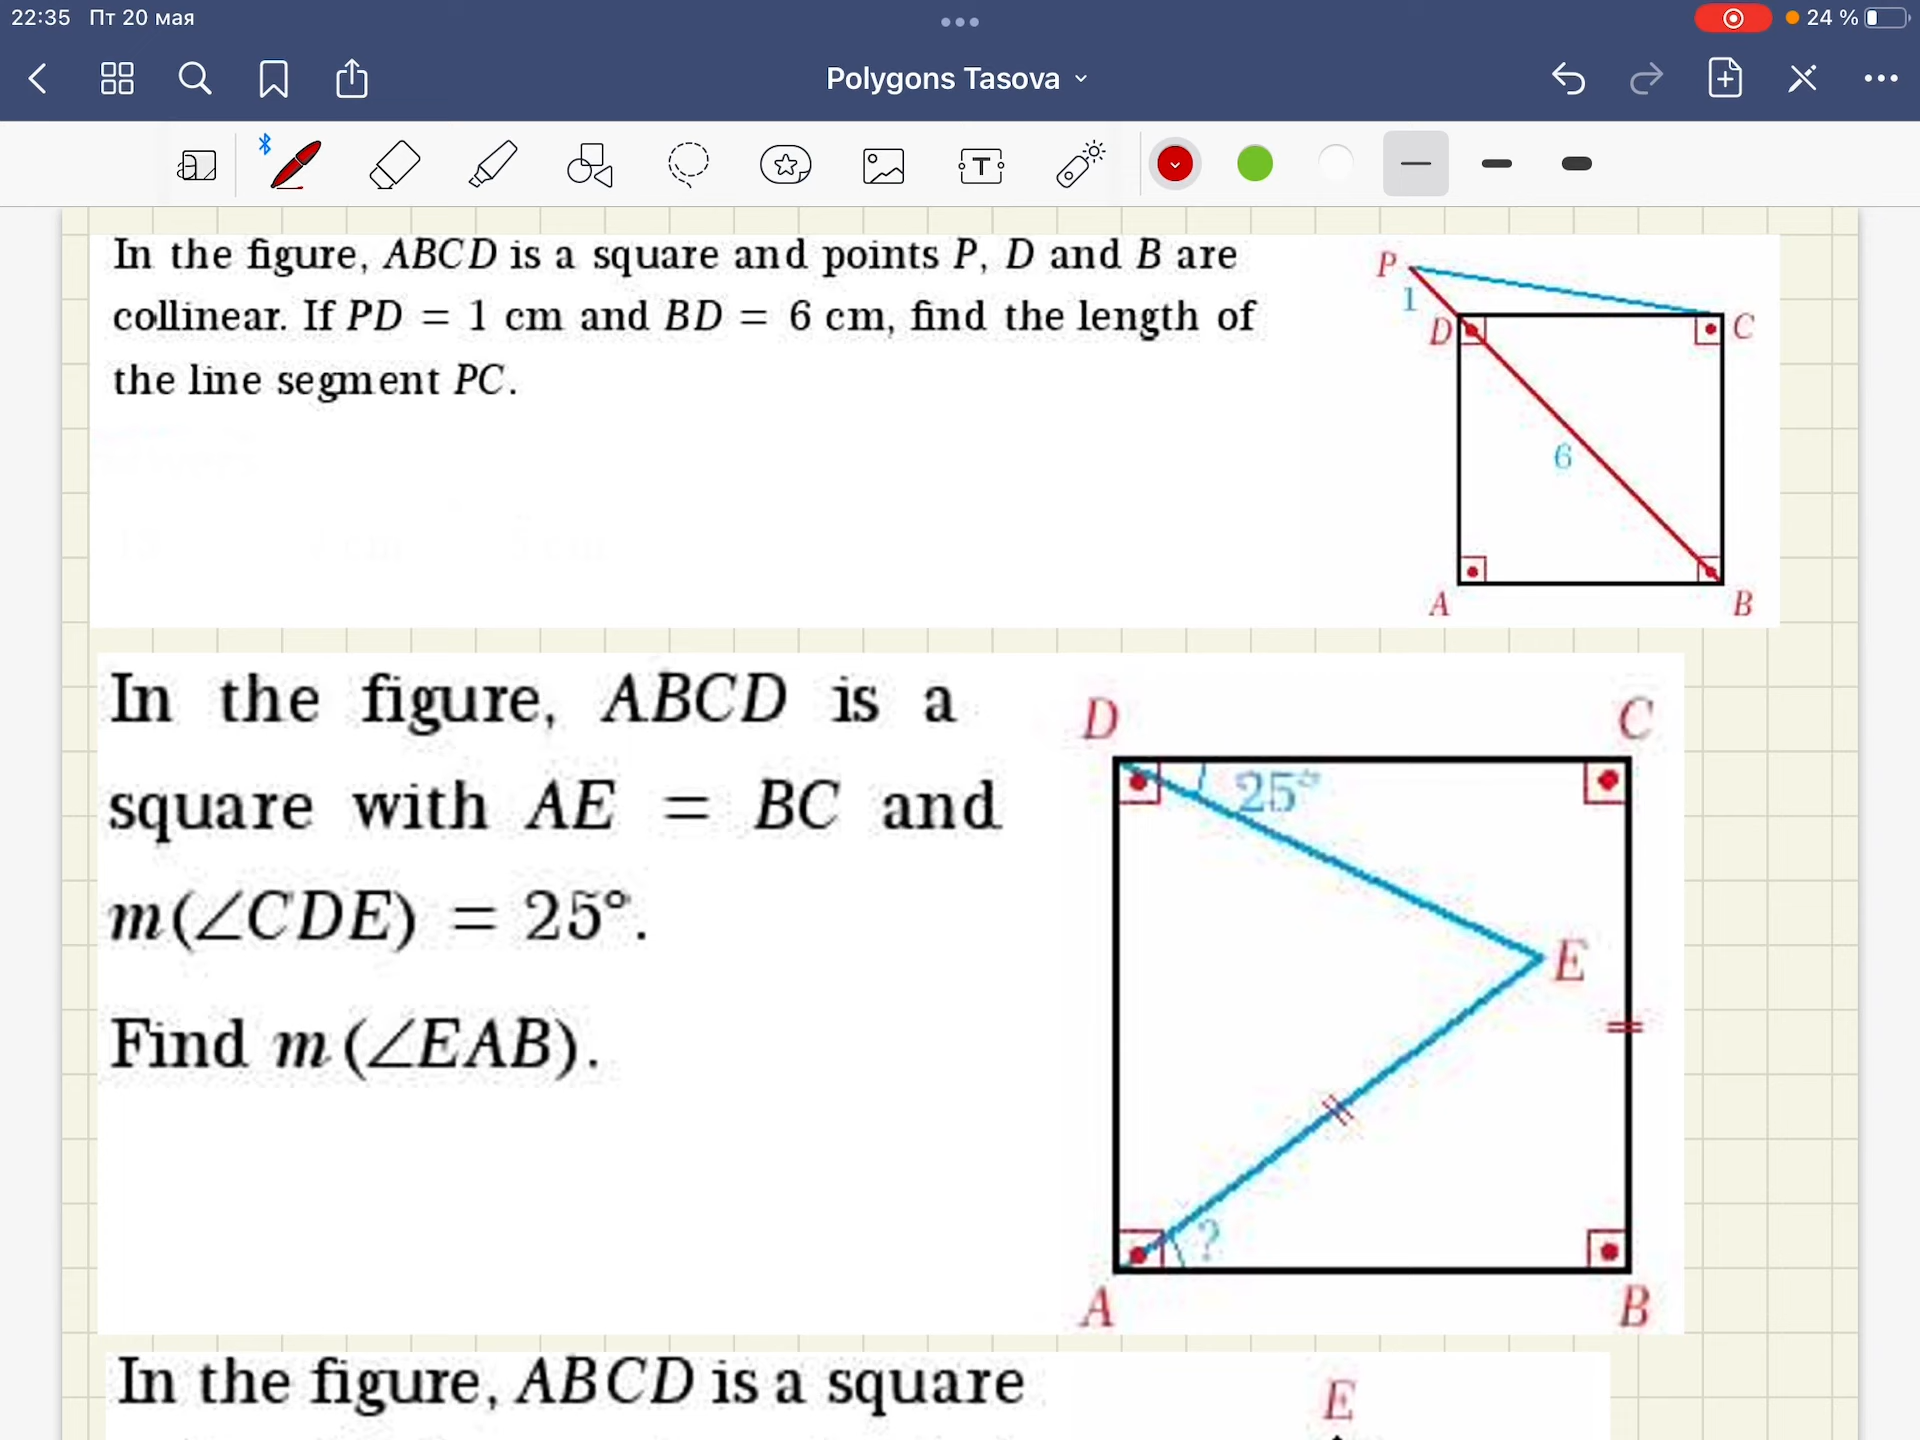 22:35 Пт 20 мая
24 %
Polygons Tasova
In the figure, ABCD is a square and points P, D and B are
collinear. If PD = 1 cm and BD = 6 cm, find the length of
the line segment PC.
P
1
D
C
6
A
B
In the figure, ABCD is a
square with AE = BC and
m(∠CDE) = 25°.
Find m(∠EAB).
D
C
25°
E
?
A
B
In the figure, ABCD is a square
E